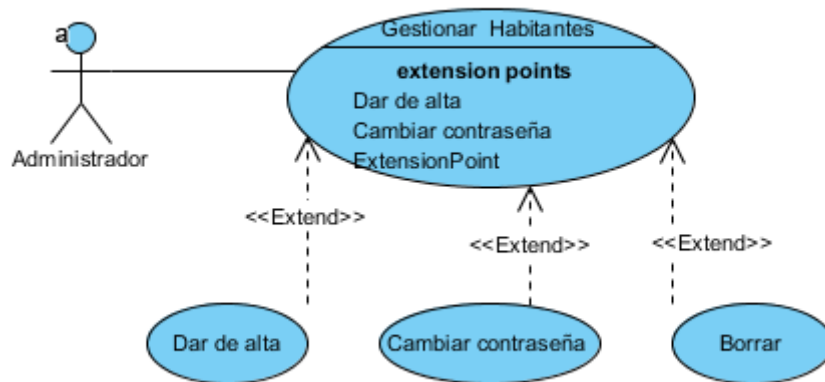 a
Administrador
Gestionar Habitantes
extension points
Dar de alta
Cambiar contraseña
ExtensionPoint
<<Extend>>
<<Extend>>
<<Extend>>
Dar de alta
Cambiar contraseña
Borrar